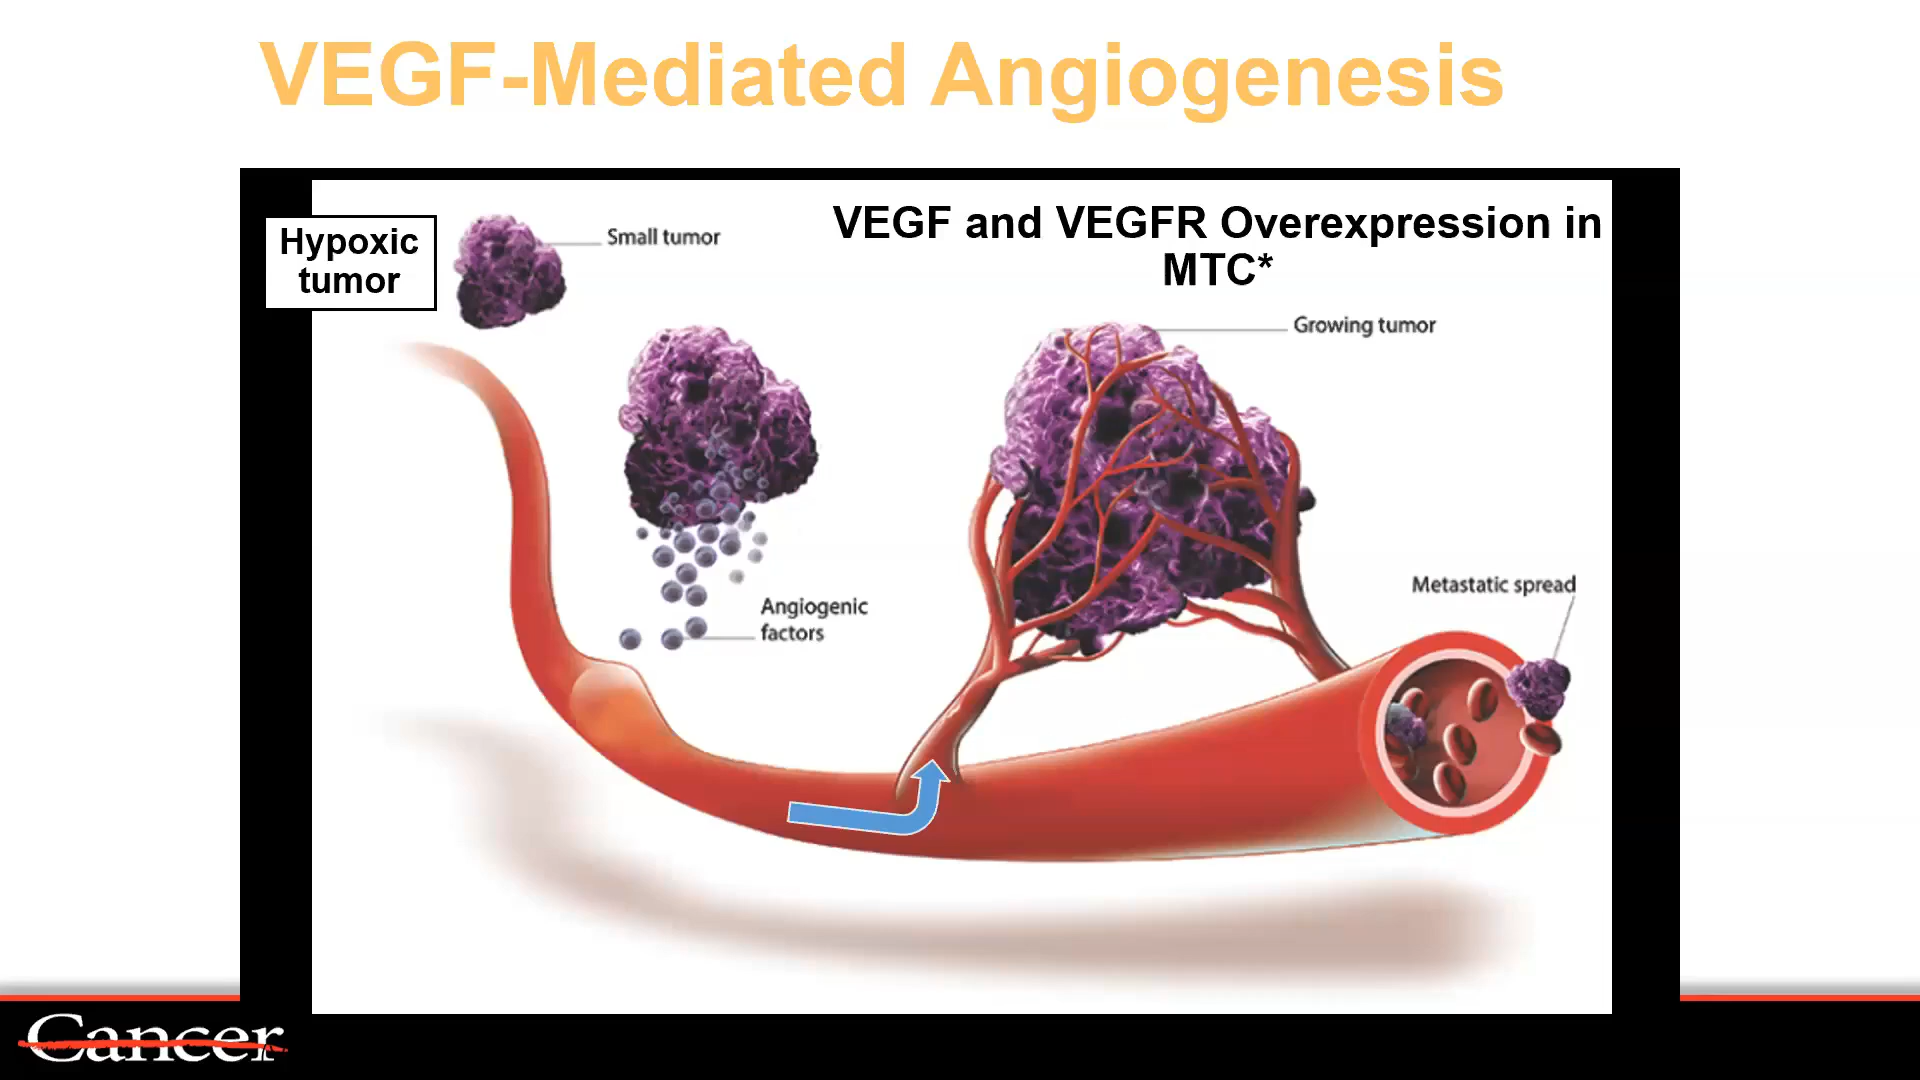 VEGF-Mediated Angiogenesis
Hypoxic
tumor
Small tumor
VEGF and VEGFR Overexpression in
MTC*
Growing tumor
Angiogenic
factors
Metastatic spread
Cancer